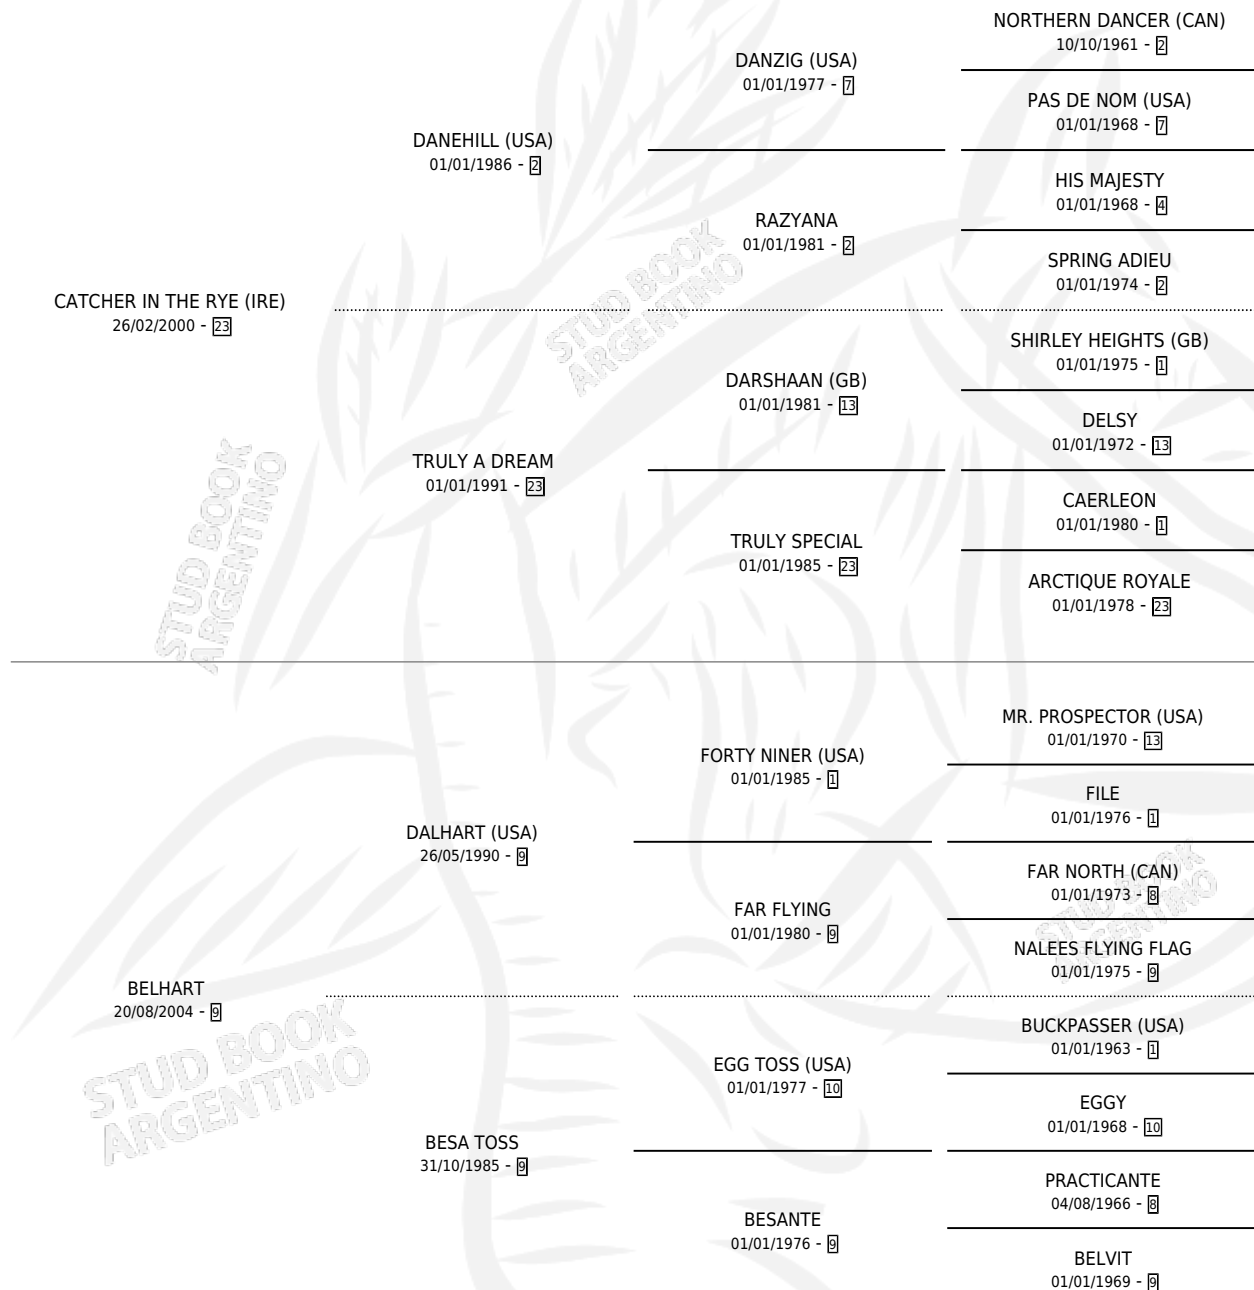 NORTHERN DANCER (CAN)
10/10/1961 - 2
DANZIG (USA)
01/01/1977 - 7
PAS DE NOM (USA)
01/01/1968 - 7
DANEHILL (USA)
01/01/1986 - 2
HIS MAJESTY
01/01/1968 - 4
RAZYANA
01/01/1981 - 2
SPRING ADIEU
01/01/1974 - 2
CATCHER IN THE RYE (IRE)
26/02/2000 - 23
SHIRLEY HEIGHTS (GB)
01/01/1975 - 1
DARSHAAN (GB)
01/01/1981 - 13
DELSY
01/01/1972 - 13
TRULY A DREAM
01/01/1991 - 23
CAERLEON
01/01/1980 - 1
TRULY SPECIAL
01/01/1985 - 23
ARCTIQUE ROYALE
01/01/1978 - 23
MR. PROSPECTOR (USA)
01/01/1970 - 13
FORTY NINER (USA)
01/01/1985 - 1
FILE
01/01/1976 - 1
DALHART (USA)
26/05/1990 - 9
FAR NORTH (CAN)
01/01/1973 - 8
FAR FLYING
01/01/1980 - 9
NALEES FLYING FLAG
01/01/1975 - 9
BELHART
20/08/2004 - 9
BUCKPASSER (USA)
01/01/1963 - 1
EGG TOSS (USA)
01/01/1977 - 10
EGGY
01/01/1968 - 10
BESA TOSS
31/10/1985 - 9
PRACTICANTE
04/08/1966 - 8
BESANTE
01/01/1976 - 9
BELVIT
01/01/1969 - 9
STUD BOOK
ARGENTINO
STUD BOOK
ARGENTINO
STUD BOOK
ARGENTINO
STUD BOOK
ARGENTINO